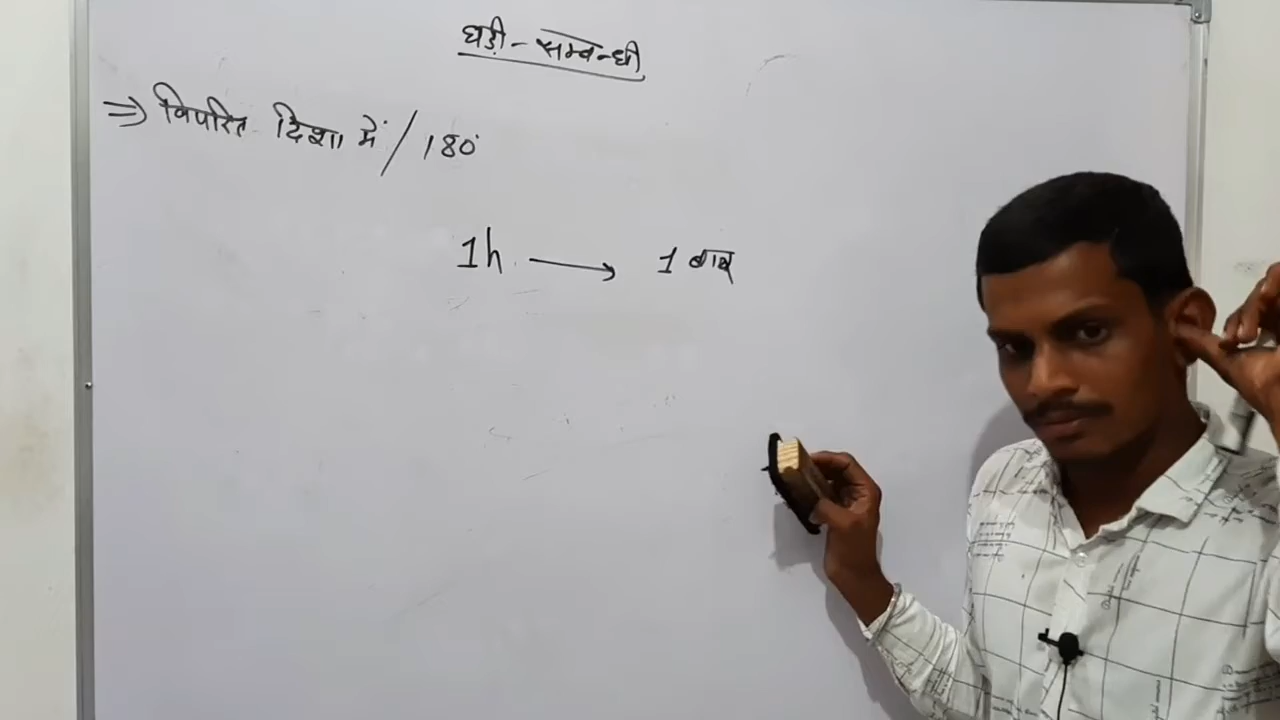 घड़ी - सम्बन्धी
⇒ विपरित दिशा में / 180°
1h ⟶ 1 बार